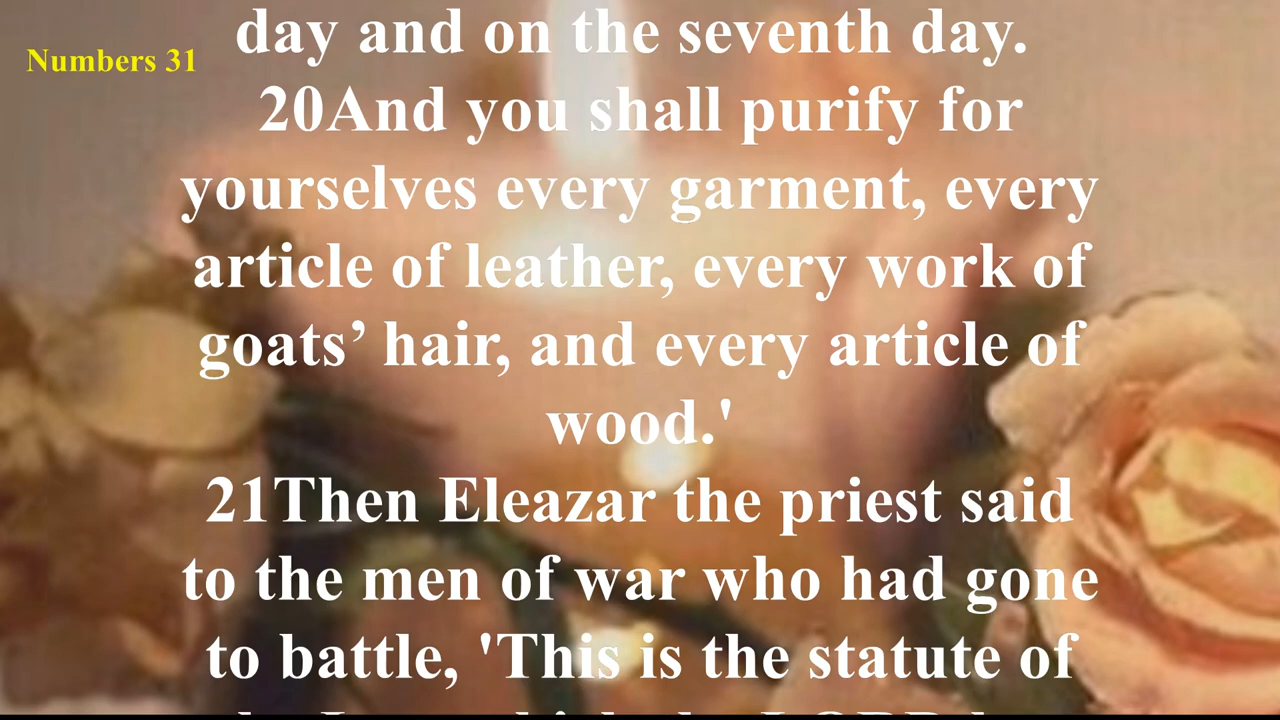 Numbers 31
day and on the seventh day.
20And you shall purify for
yourselves every garment, every
article of leather, every work of
goats’ hair, and every article of
wood.'
21Then Eleazar the priest said
to the men of war who had gone
to battle, 'This is the statute of